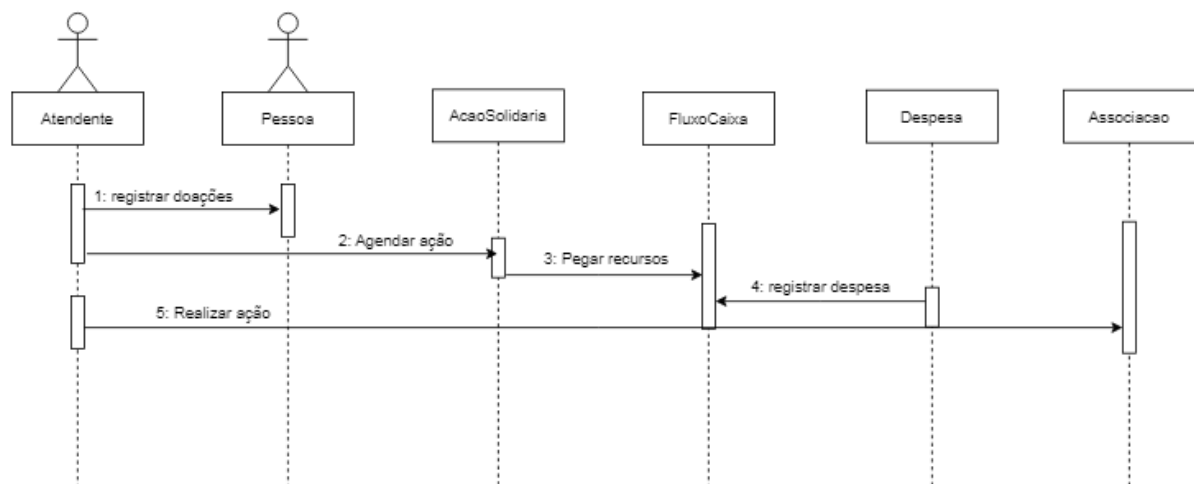 Atendente
Pessoa
AcaoSolidaria
FluxoCaixa
Despesa
Associacao
1: registrar doações
2: Agendar ação
3: Pegar recursos
4: registrar despesa
5: Realizar ação